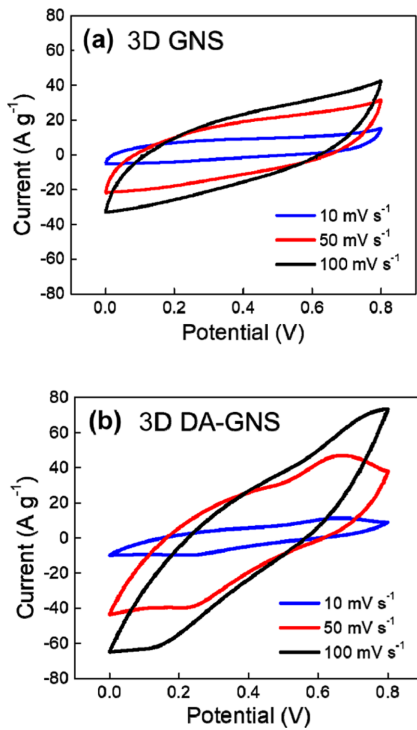 (a) 3D GNS
80
60
40
20
0
-20
-40
-60
-80
Current (A g⁻¹)
10 mV s⁻¹
50 mV s⁻¹
100 mV s⁻¹
0.0 0.2 0.4 0.6 0.8
Potential (V)
(b) 3D DA-GNS
80
60
40
20
0
-20
-40
-60
-80
Current (A g⁻¹)
10 mV s⁻¹
50 mV s⁻¹
100 mV s⁻¹
0.0 0.2 0.4 0.6 0.8
Potential (V)